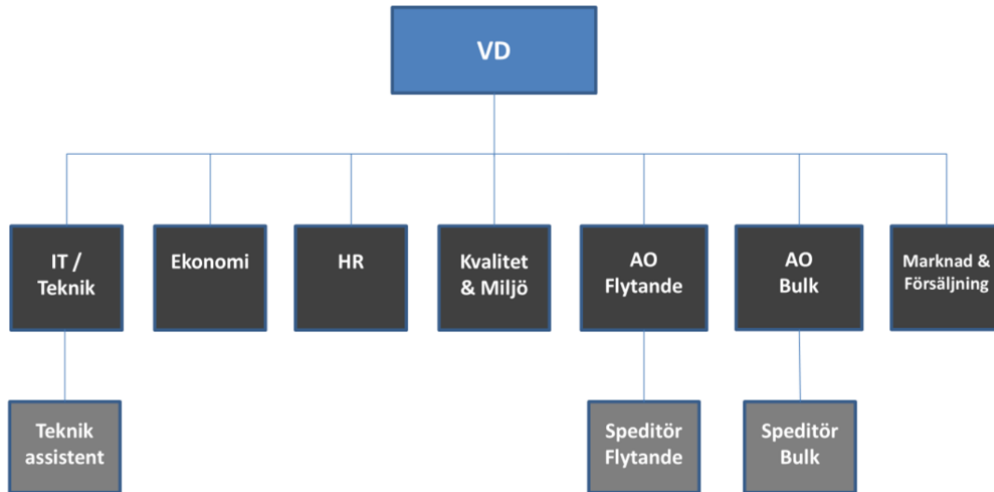 VD
IT /
Teknik
Ekonomi
HR
Kvalitet
& Miljö
AO
Flytande
AO
Bulk
Marknad &
Försäljning
Teknik
assistent
Speditör
Flytande
Speditör
Bulk